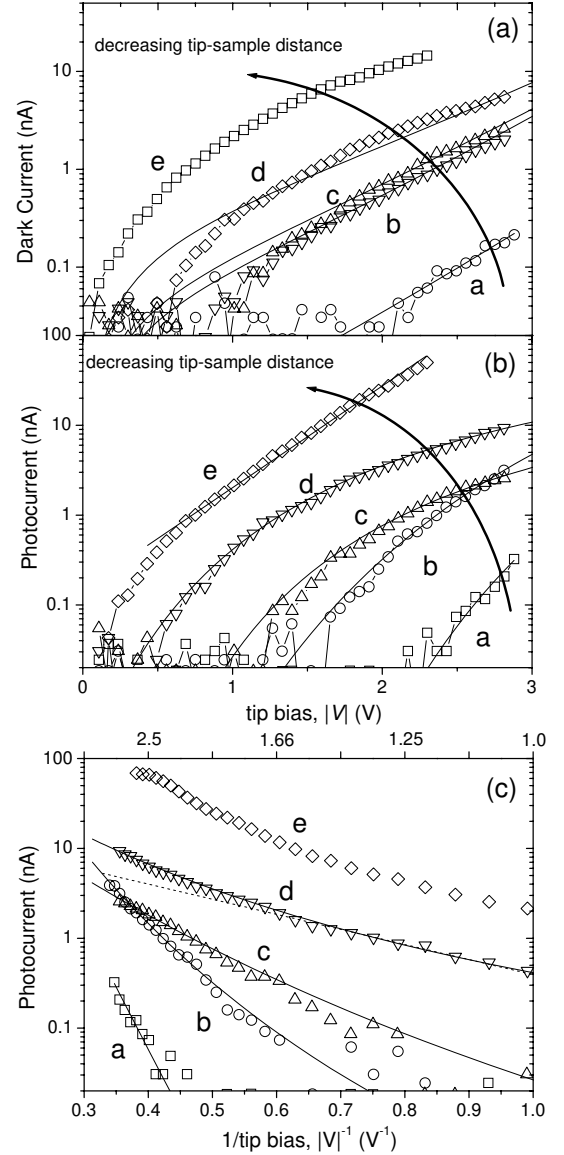 (a)
decreasing tip-sample distance
10
1
0.1
Dark Current (nA)
e
d
c
b
a
100
(b)
decreasing tip-sample distance
10
1
0.1
Photocurrent (nA)
e
d
c
b
a
0 1 2 3
tip bias, |V| (V)
2.5 1.66 1.25 1.0
100
(c)
10
1
0.1
Photocurrent (nA)
e
d
c
b
a
0.3 0.4 0.5 0.6 0.7 0.8 0.9 1.0
1/tip bias, |V|⁻¹ (V⁻¹)